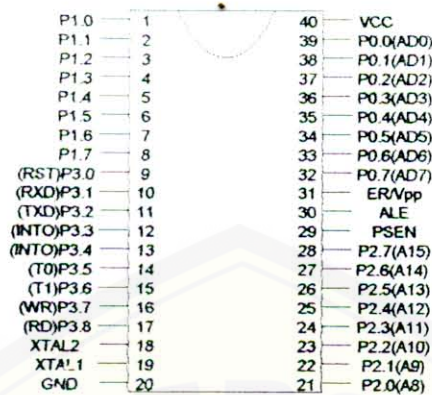 P1.0 1 40 VCC
P1.1 2 39 P0.0(AD0)
P1.2 3 38 P0.1(AD1)
P1.3 4 37 P0.2(AD2)
P1.4 5 36 P0.3(AD3)
P1.5 6 35 P0.4(AD4)
P1.6 7 34 P0.5(AD5)
P1.7 8 33 P0.6(AD6)
(RST)P3.0 9 32 P0.7(AD7)
(RXD)P3.1 10 31 ER/Vpp
(TXD)P3.2 11 30 ALE
(INTO)P3.3 12 29 PSEN
(INTO)P3.4 13 28 P2.7(A15)
(T0)P3.5 14 27 P2.6(A14)
(T1)P3.6 15 26 P2.5(A13)
(WR)P3.7 16 25 P2.4(A12)
(RD)P3.8 17 24 P2.3(A11)
XTAL2 18 23 P2.2(A10)
XTAL1 19 22 P2.1(A9)
GND 20 21 P2.0(A8)